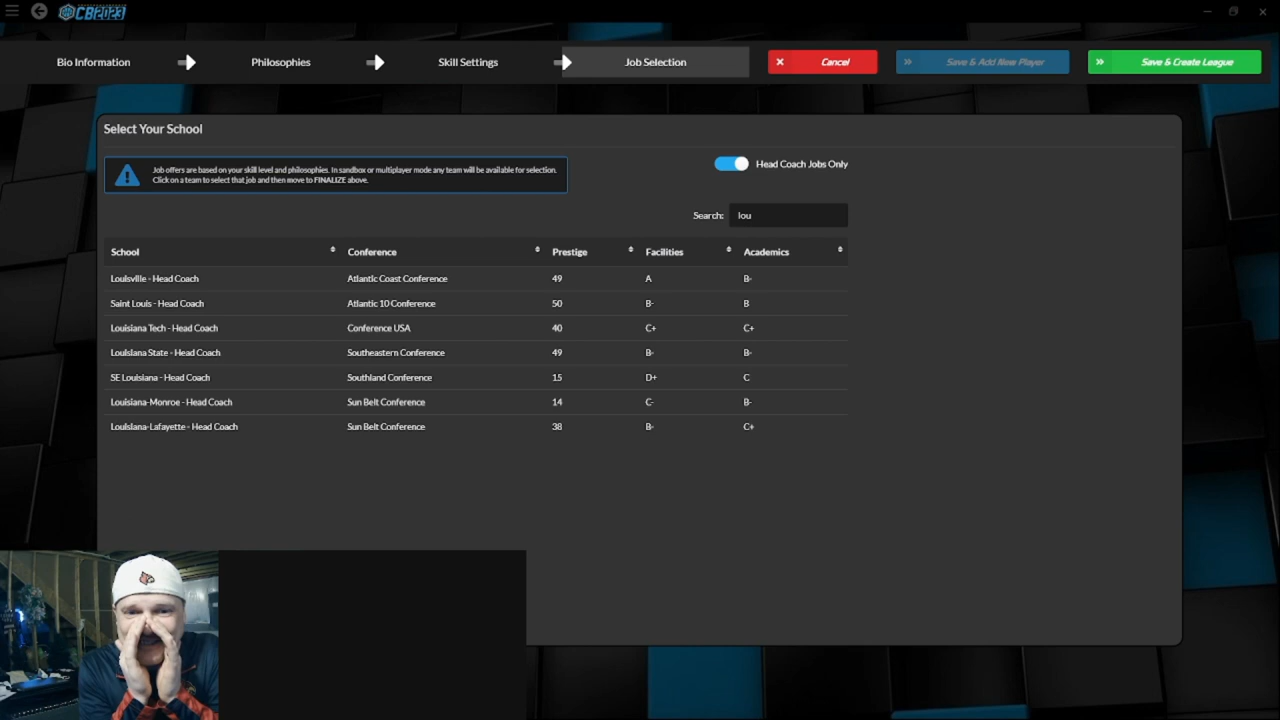 CB2023
Bio Information
Philosophies
Skill Settings
Job Selection
Cancel
Save & Add New Player
Save & Create League
Select Your School
Job offers are based on your skill level and philosophies. In sandbox or multiplayer mode any team will be available for selection.
Click on a team to select that job and then move to FINALIZE above.
Head Coach Jobs Only
Search: lou
School Conference Prestige Facilities Academics
Louisville - Head Coach Atlantic Coast Conference 49 A B-
Saint Louis - Head Coach Atlantic 10 Conference 50 B- B
Louisiana Tech - Head Coach Conference USA 40 C+ C+
Louisiana State - Head Coach Southeastern Conference 49 B- B-
SE Louisiana - Head Coach Southland Conference 15 D+ C
Louisiana-Monroe - Head Coach Sun Belt Conference 14 C- B-
Louisiana-Lafayette - Head Coach Sun Belt Conference 38 B- C+